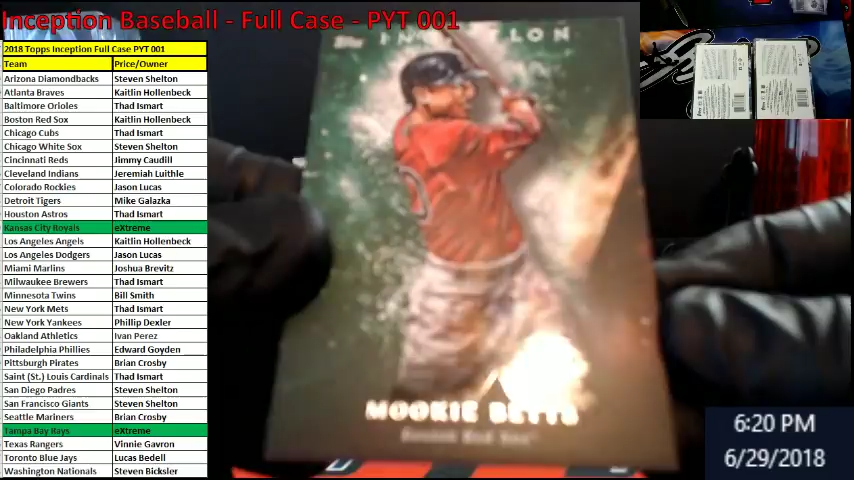 Inception Baseball - Full Case - PYT 001
2018 Topps Inception Full Case PYT 001
Team Price/Owner
Arizona Diamondbacks Steven Shelton
Atlanta Braves Kaitlin Hollenbeck
Baltimore Orioles Thad Ismart
Boston Red Sox Kaitlin Hollenbeck
Chicago Cubs Thad Ismart
Chicago White Sox Steven Shelton
Cincinnati Reds Jimmy Caudill
Cleveland Indians Jeremiah Luithle
Colorado Rockies Jason Lucas
Detroit Tigers Mike Galazka
Houston Astros Thad Ismart
Kansas City Royals eXtreme
Los Angeles Angels Kaitlin Hollenbeck
Los Angeles Dodgers Jason Lucas
Miami Marlins Joshua Brevitz
Milwaukee Brewers Thad Ismart
Minnesota Twins Bill Smith
New York Mets Thad Ismart
New York Yankees Phillip Dexler
Oakland Athletics Ivan Perez
Philadelphia Phillies Edward Goyden
Pittsburgh Pirates Brian Crosby
Saint (St.) Louis Cardinals Thad Ismart
San Diego Padres Steven Shelton
San Francisco Giants Steven Shelton
Seattle Mariners Brian Crosby
Tampa Bay Rays eXtreme
Texas Rangers Vinnie Gavron
Toronto Blue Jays Lucas Bedell
Washington Nationals Steven Bicksler
Topps INCEPTION
MOOKIE BETTS
Boston Red Sox
6:20 PM
6/29/2018